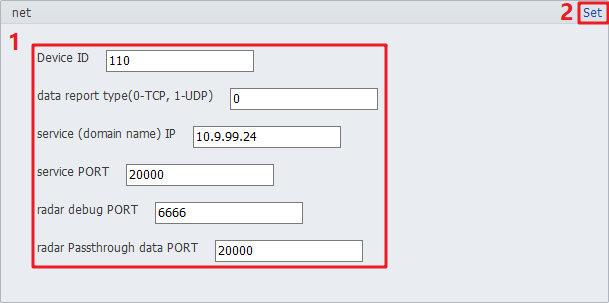 net
2 Set
1
Device ID 110
data report type(0-TCP, 1-UDP) 0
service (domain name) IP 10.9.99.24
service PORT 20000
radar debug PORT 6666
radar Passthrough data PORT 20000